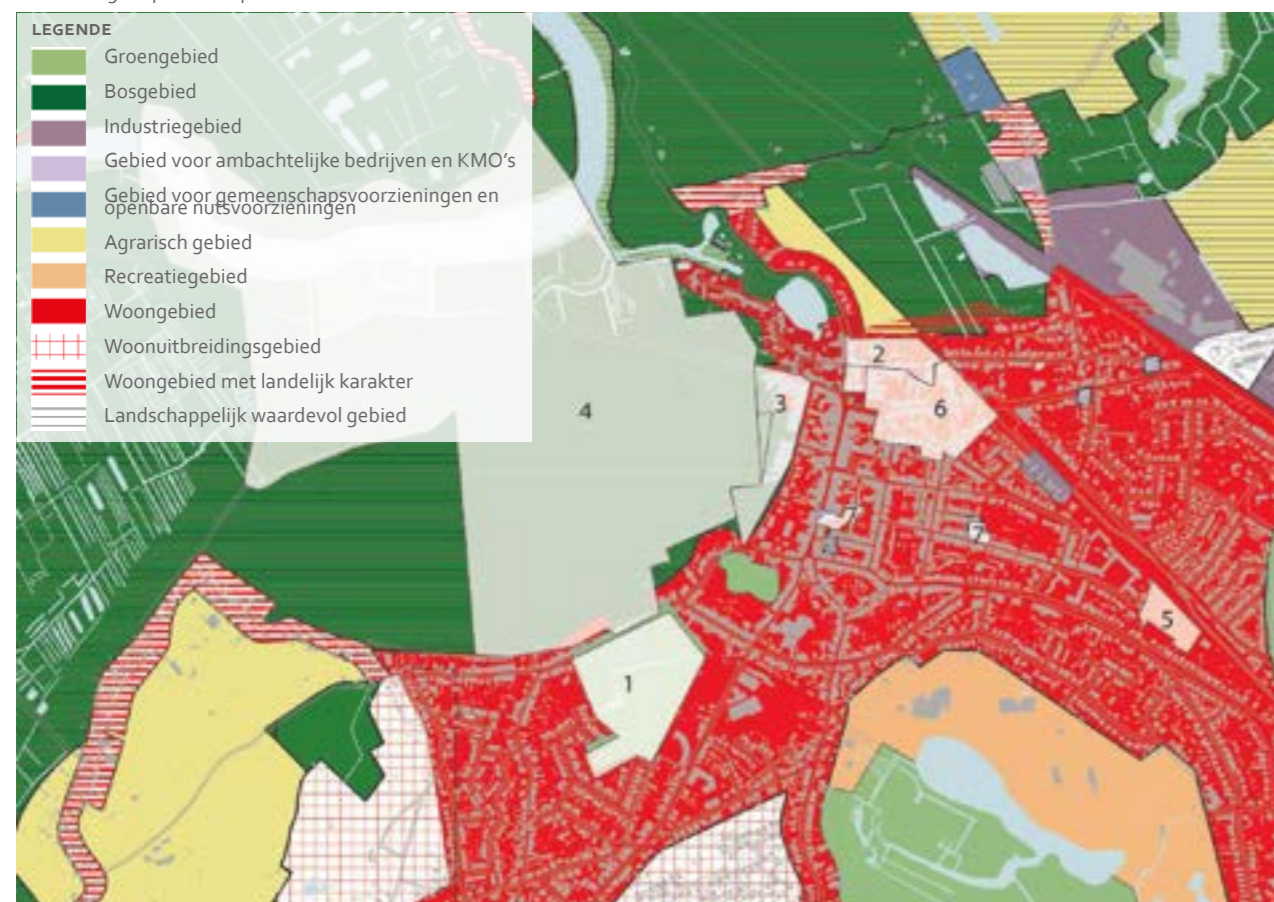 LEGENDE
Groengebied
Bosgebied
Industriegebied
Gebied voor ambachtelijke bedrijven en KMO's
Gebied voor gemeenschapsvoorzieningen en
openbare nutsvoorzieningen
Agrarisch gebied
Recreatiegebied
Woongebied
Woonuitbreidingsgebied
Woongebied met landelijk karakter
Landschappelijk waardevol gebied
2
3
4
6
7
7
5
1